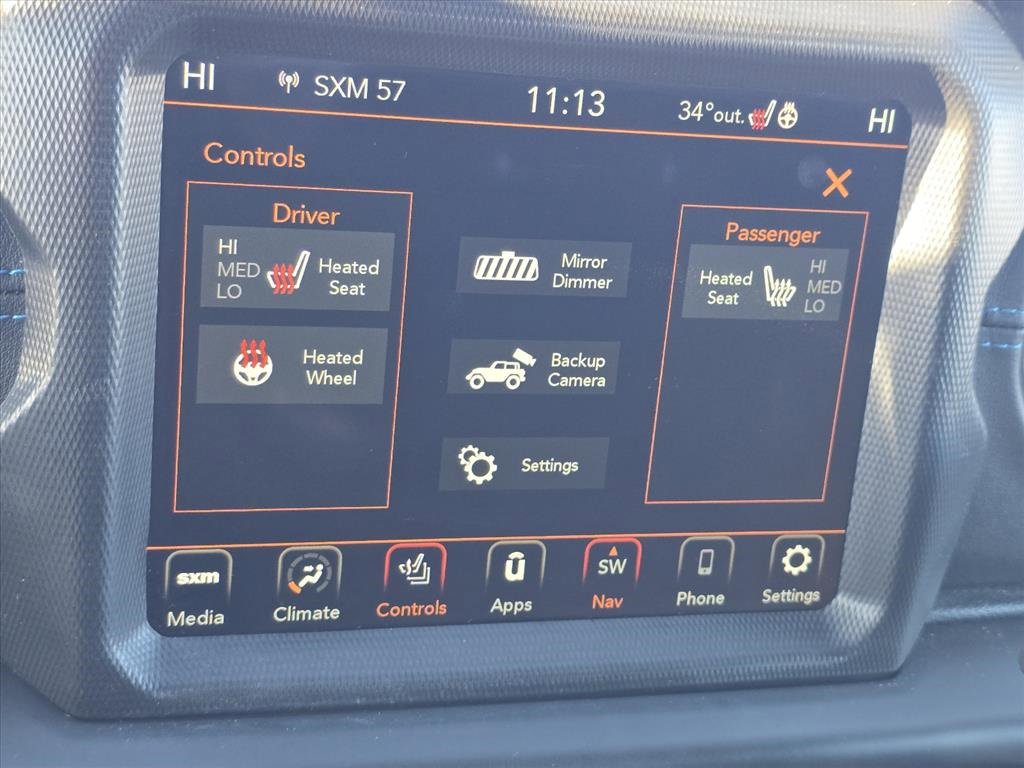 HI SXM 57 11:13 34°out. HI
Controls
Driver
HI
MED
LO
Heated
Seat
Heated
Wheel
Mirror
Dimmer
Backup
Camera
Settings
Passenger
Heated
Seat
HI
MED
LO
sxm
Media
Climate
Controls
Apps
SW
Nav
Phone
Settings